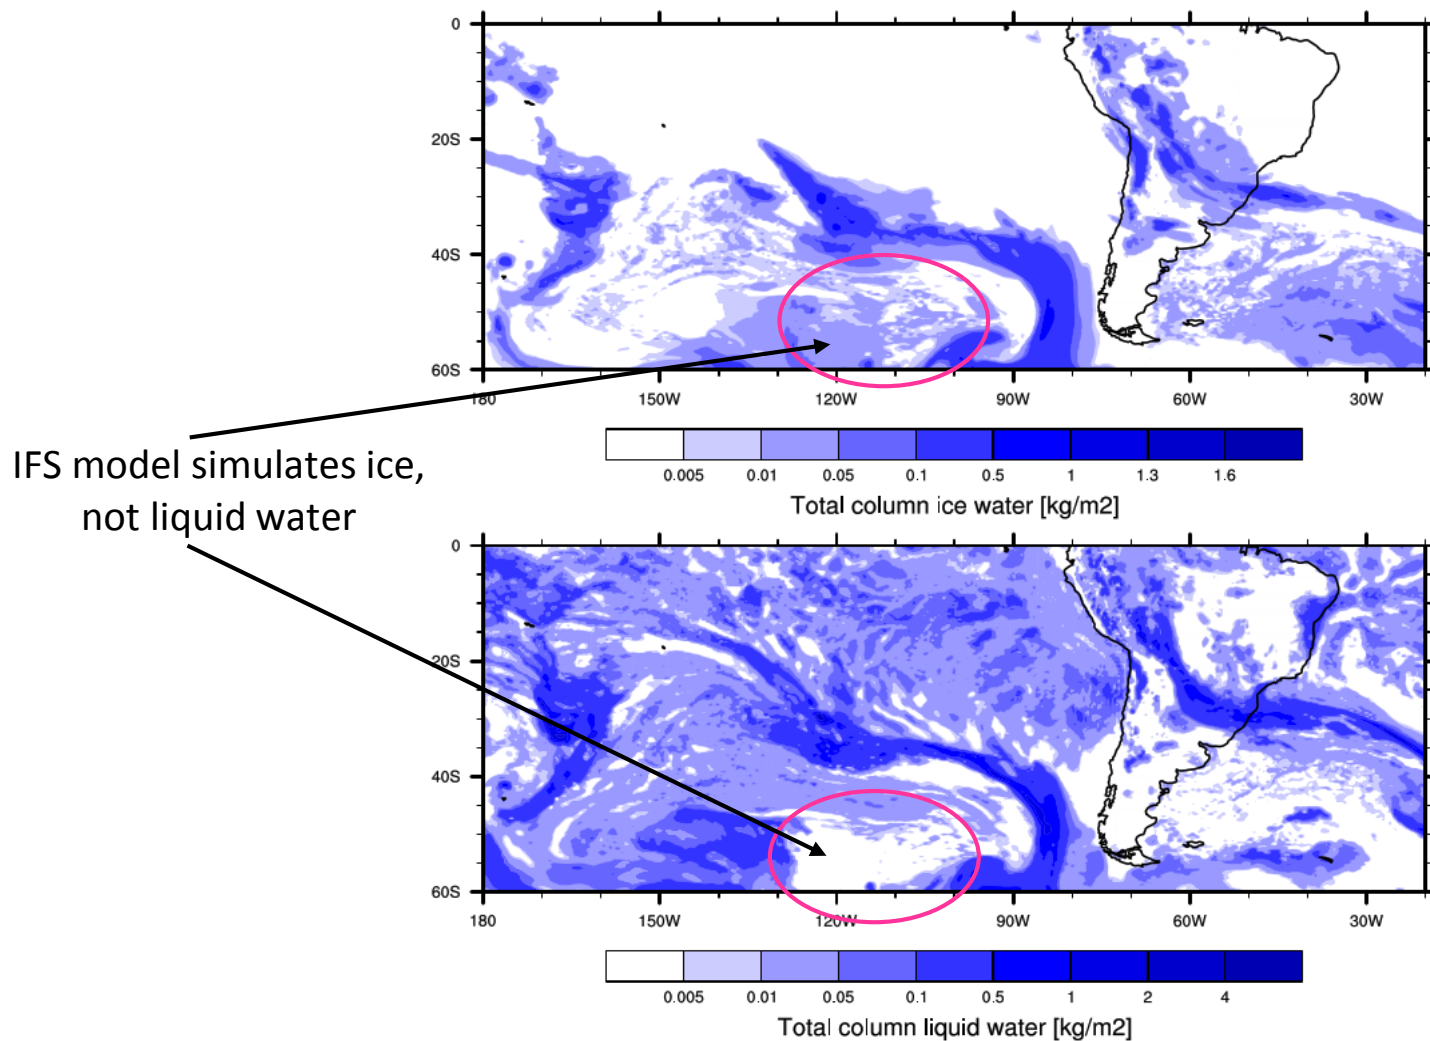 0
20S
40S
60S
180 150W 120W 90W 60W 30W
0.005 0.01 0.05 0.1 0.5 1 1.3 1.6
Total column ice water [kg/m2]
IFS model simulates ice,
not liquid water
0
20S
40S
60S
180 150W 120W 90W 60W 30W
0.005 0.01 0.05 0.1 0.5 1 2 4
Total column liquid water [kg/m2]